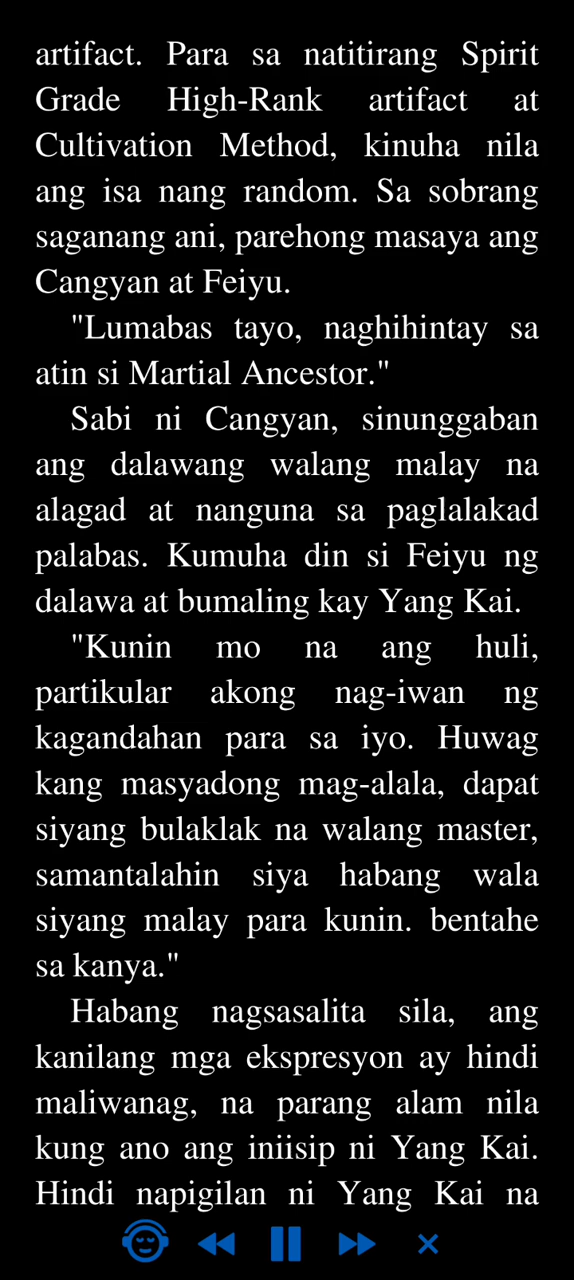 artifact. Para sa natitirang Spirit
Grade High-Rank artifact at
Cultivation Method, kinuha nila
ang isa nang random. Sa sobrang
saganang ani, parehong masaya ang
Cangyan at Feiyu.
"Lumabas tayo, naghihintay sa
atin si Martial Ancestor."
Sabi ni Cangyan, sinunggaban
ang dalawang walang malay na
alagad at nanguna sa paglalakad
palabas. Kumuha din si Feiyu ng
dalawa at bumaling kay Yang Kai.
"Kunin mo na ang huli,
partikular akong nag-iwan ng
kagandahan para sa iyo. Huwag
kang masyadong mag-alala, dapat
siyang bulaklak na walang master,
samantalahin siya habang wala
siyang malay para kunin. bentahe
sa kanya."
Habang nagsasalita sila, ang
kanilang mga ekspresyon ay hindi
maliwanag, na parang alam nila
kung ano ang iniisip ni Yang Kai.
Hindi napigilan ni Yang Kai na